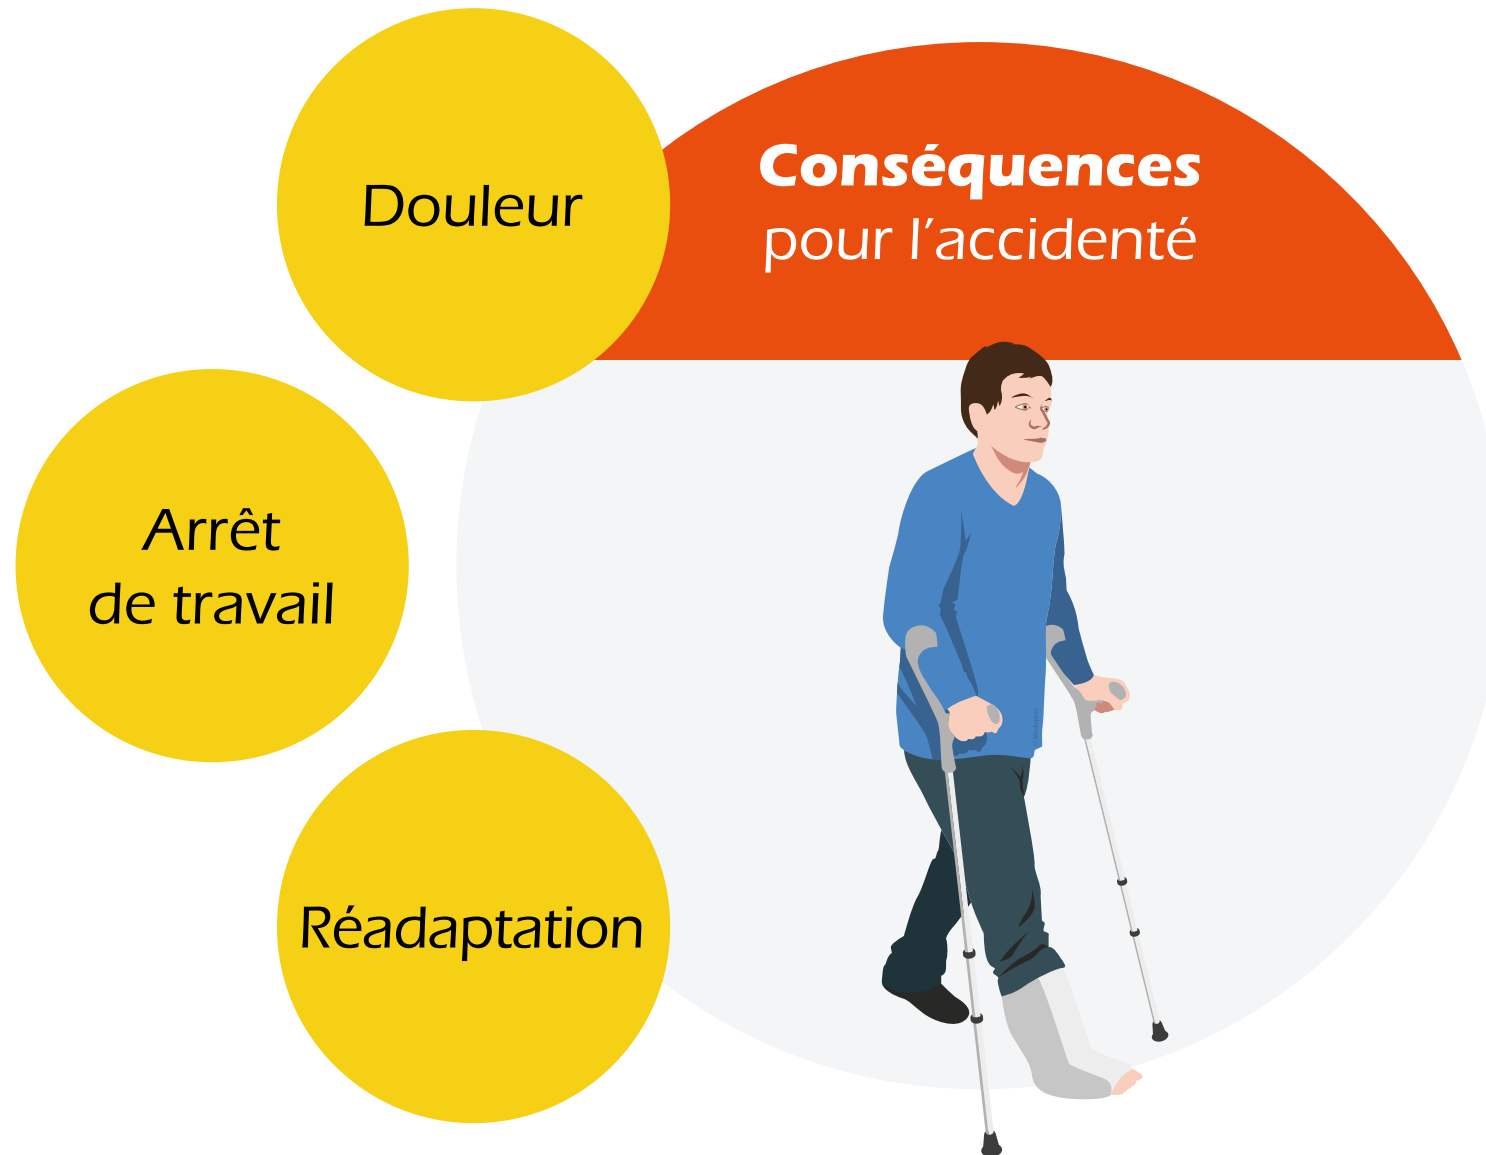 Conséquences
pour l’accidenté
Douleur
Arrêt
de travail
Réadaptation